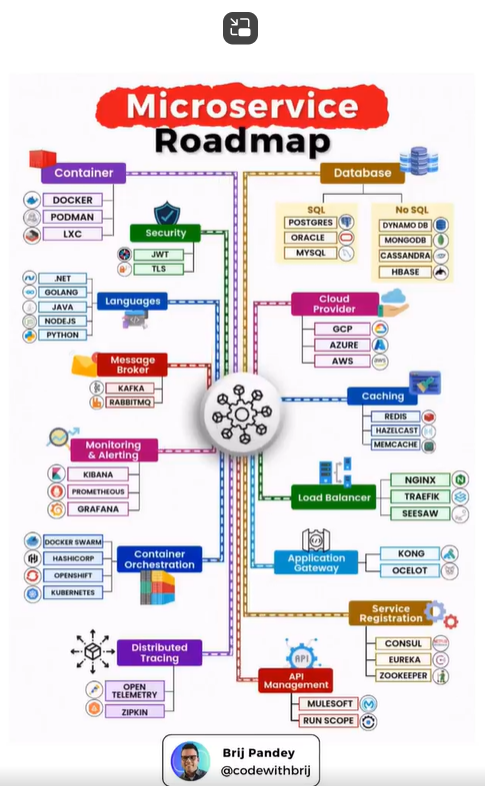 Microservice
Roadmap
Container
DOCKER
PODMAN
LXC
Security
JWT
TLS
Languages
.NET
GOLANG
JAVA
NODEJS
PYTHON
Message
Broker
KAFKA
RABBITMQ
Monitoring
& Alerting
KIBANA
PROMETHEOUS
GRAFANA
Container
Orchestration
DOCKER SWARM
HASHICORP
OPENSHIFT
KUBERNETES
Distributed
Tracing
OPEN
TELEMETRY
ZIPKIN
Database
SQL
POSTGRES
ORACLE
MYSQL
No SQL
DYNAMO DB
MONGODB
CASSANDRA
HBASE
Cloud
Provider
GCP
AZURE
AWS
Caching
REDIS
HAZELCAST
MEMCACHE
Load Balancer
NGINX
TRAEFIK
SEESAW
Application
Gateway
KONG
OCELOT
Service
Registration
CONSUL
EUREKA
ZOOKEEPER
API
API
Management
MULESOFT
RUN SCOPE
Brij Pandey
@codewithbrij